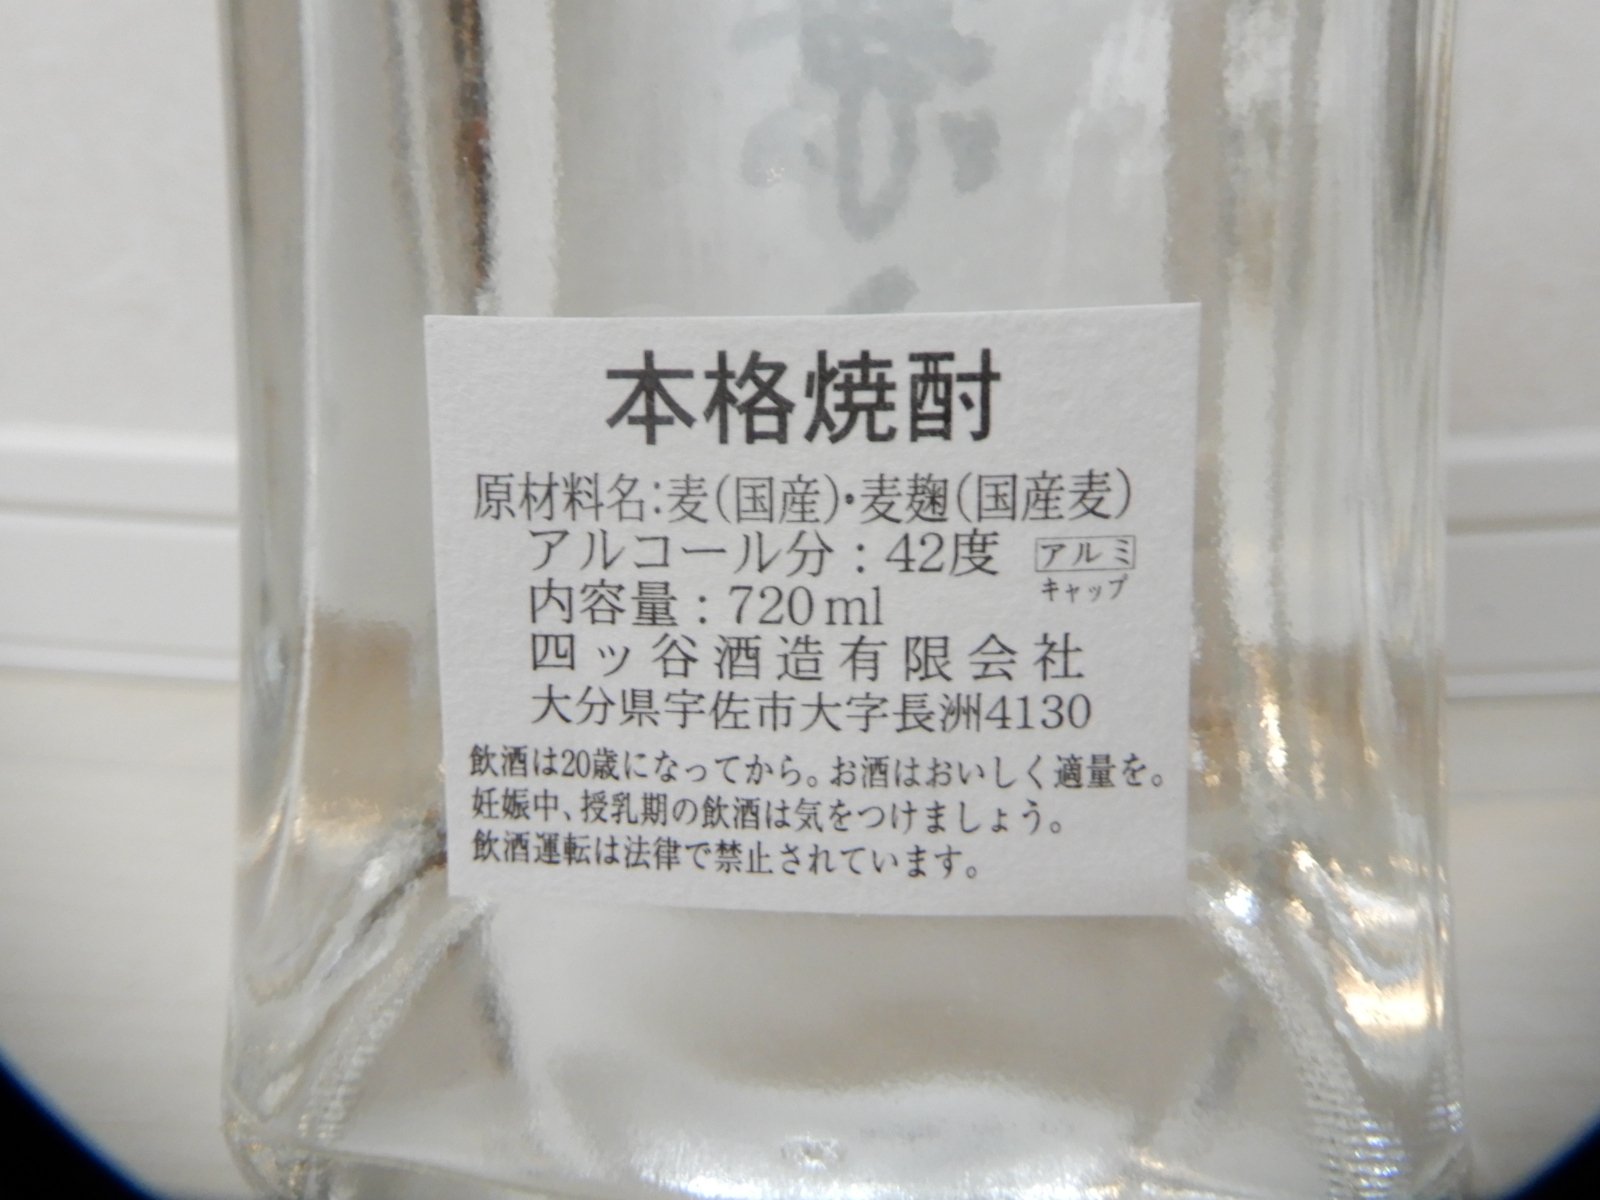 本格焼酎
原材料名:麦(国産)・麦麹(国産麦)
アルコール分:42度
アルミ
キャップ
内容量:720ml
四ッ谷酒造有限会社
大分県宇佐市大字長洲4130
飲酒は20歳になってから。お酒はおいしく適量を。
妊娠中、授乳期の飲酒は気をつけましょう。
飲酒運転は法律で禁止されています。